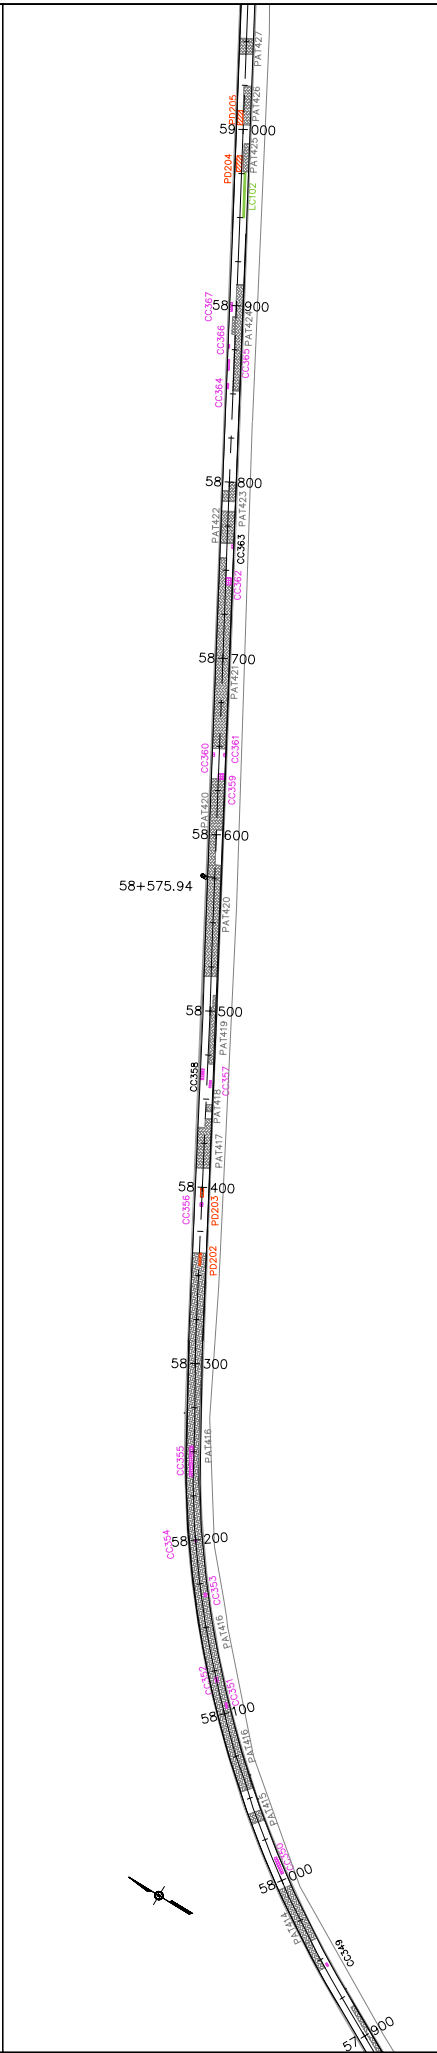 PAT427
PAT426
PD205
59+000
PAT425
PD204
LC102
58+900
CC367
PAT424
CC366
CC365
CC364
58+800
PAT423
PAT422
CC363
CC362
58+700
PAT421
CC361
CC360
CC359
PAT420
58+600
58+575.94
PAT420
58+500
PAT419
CC358
CC357
PAT418
PAT417
58+400
CC356
PD203
PD202
58+300
PAT416
CC355
CC354
58+200
CC353
PAT416
CC352
CC351
58+100
PAT416
PAT415
CC350
58+000
PAT414
CC349
57+900